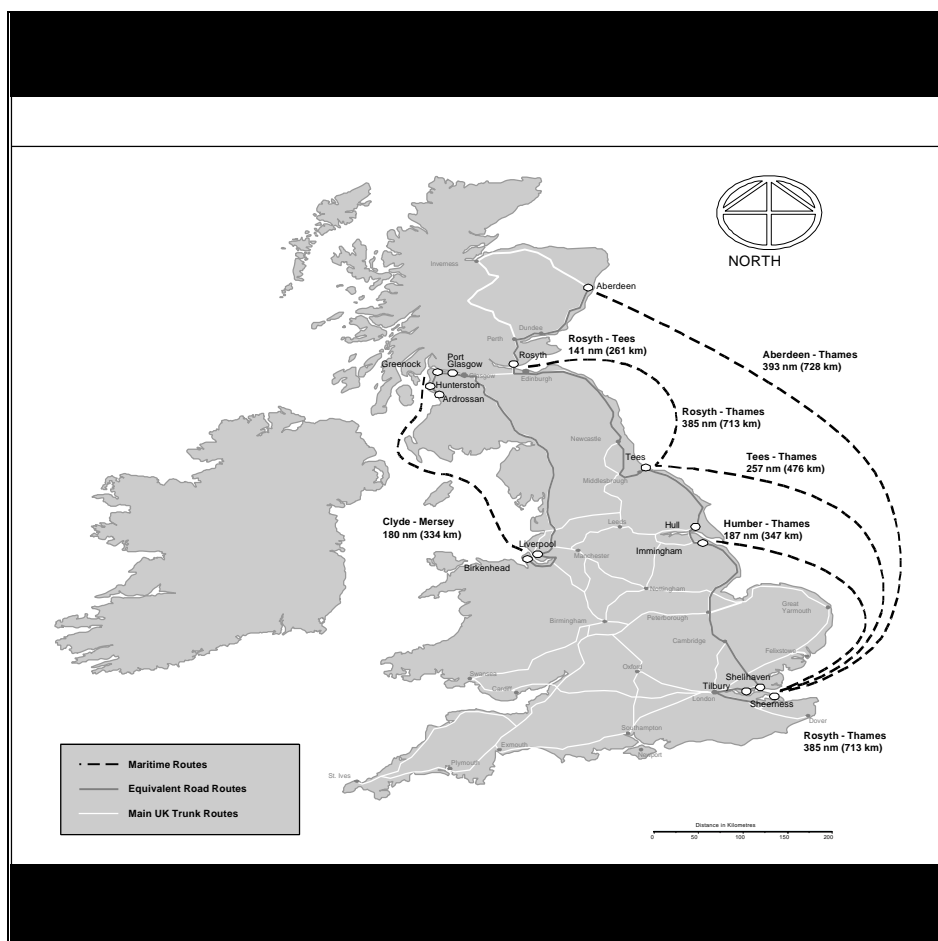 NORTH
Inverness
Aberdeen
Dundee
Perth
Rosyth - Tees
141 nm (261 km)
Rosyth
Aberdeen - Thames
393 nm (728 km)
Port
Glasgow
Greenock
Glasgow
Edinburgh
Hunterston
Ardrossan
Rosyth - Thames
385 nm (713 km)
Newcastle
Tees
Tees - Thames
257 nm (476 km)
Middlesbrough
Clyde - Mersey
180 nm (334 km)
Leeds
Hull
Humber - Thames
187 nm (347 km)
Liverpool
Manchester
Immingham
Birkenhead
Nottingham
Great
Yarmouth
Birmingham
Peterborough
Cambridge
Felixstowe
Oxford
Swansea
Cardiff
Shellhaven
Tilbury
London
Sheerness
Dover
Southampton
Newport
Exmouth
Plymouth
St. Ives
Rosyth - Thames
385 nm (713 km)
Maritime Routes
Equivalent Road Routes
Main UK Trunk Routes
Distance in Kilometres
0 50 100 150 200